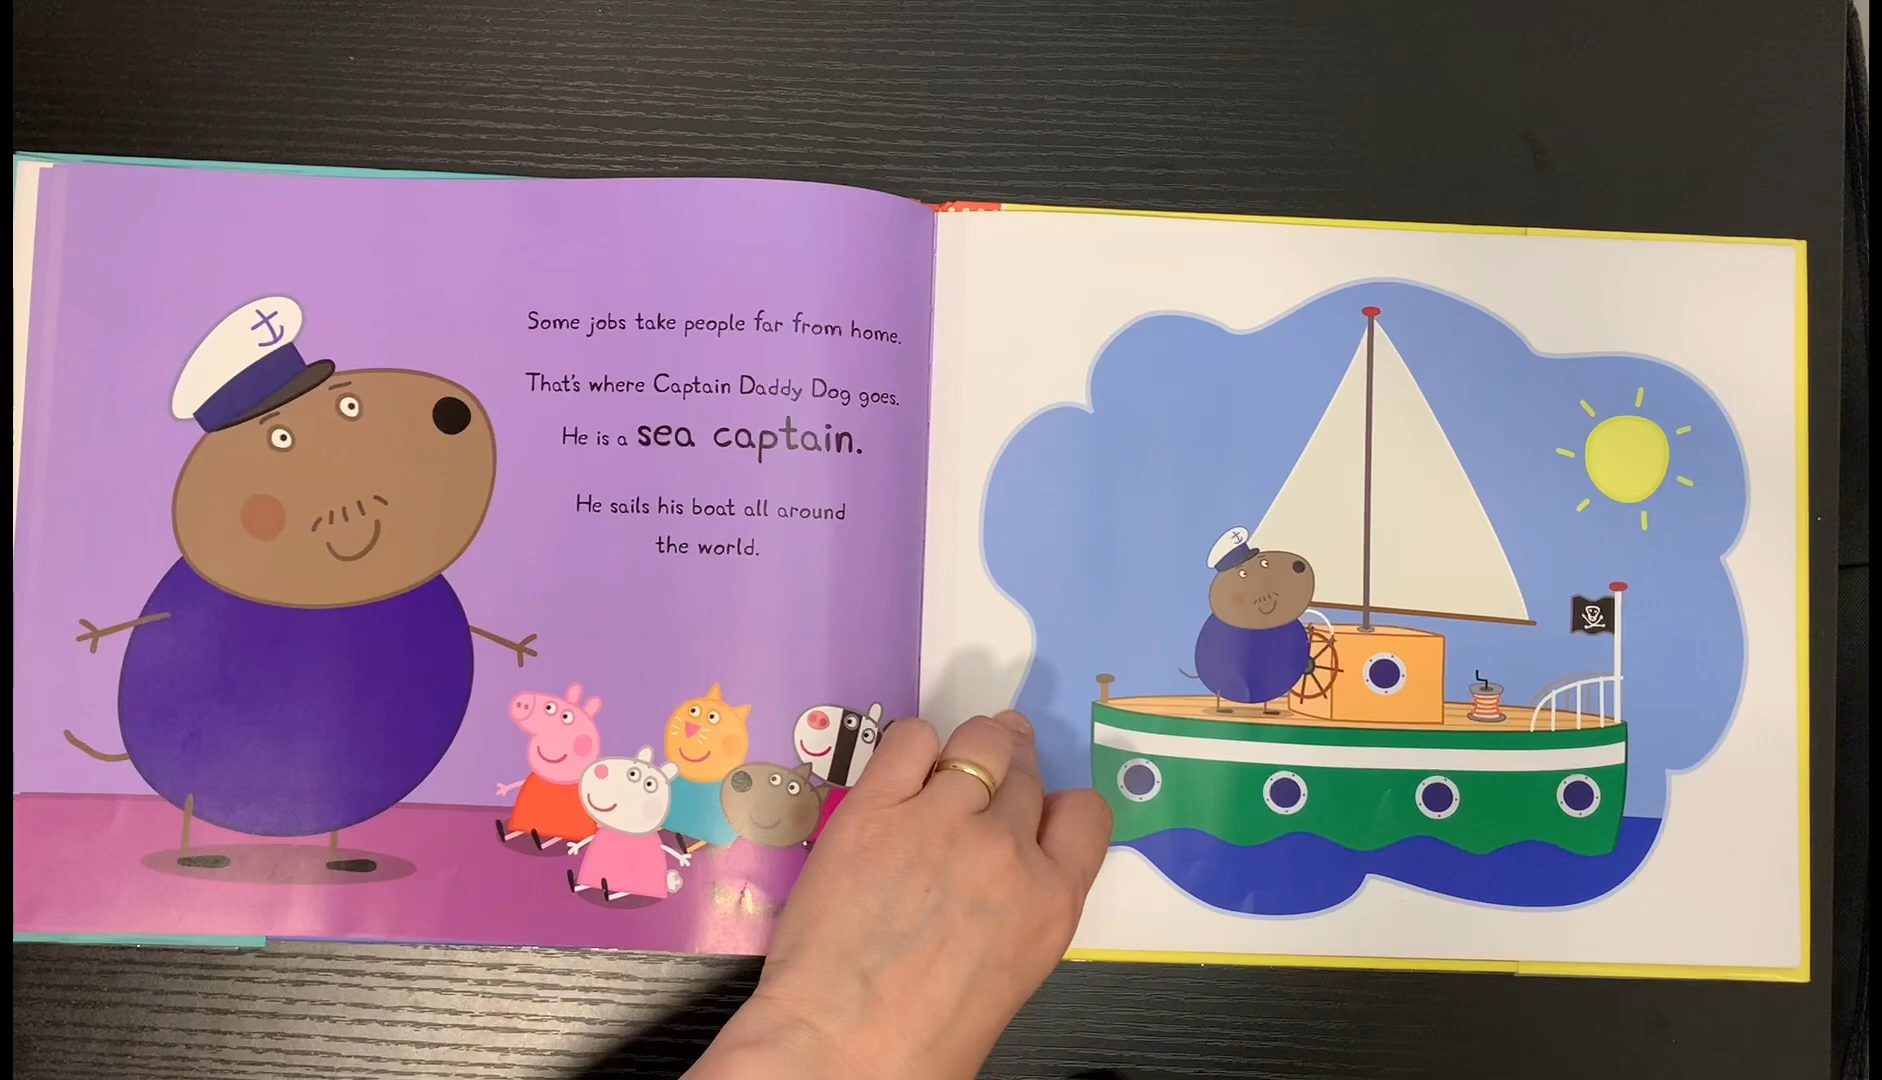 Some jobs take people far from home.
That's where Captain Daddy Dog goes.
He is a sea captain.
He sails his boat all around
the world.